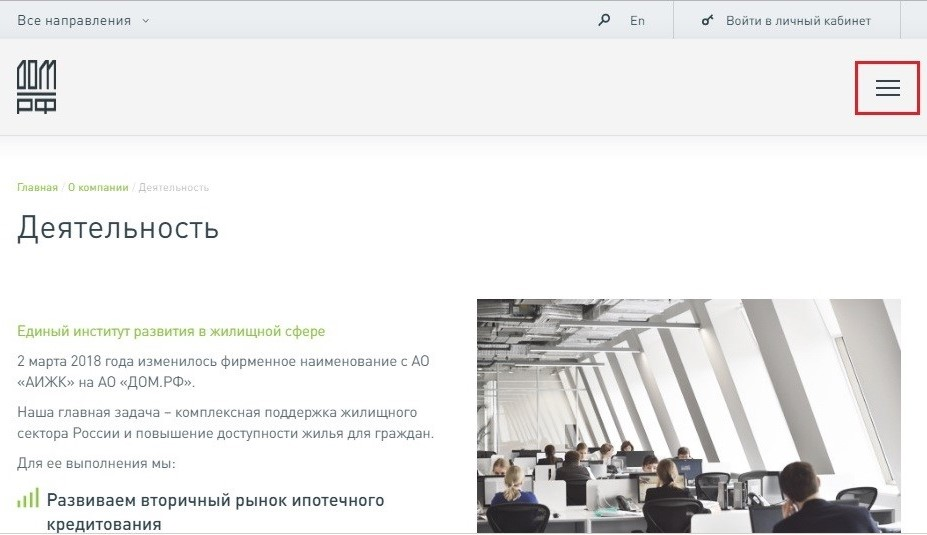 Все направления
En
Войти в личный кабинет
ДОМ
РФ
Главная / О компании / Деятельность
Деятельность
Единый институт развития в жилищной сфере
2 марта 2018 года изменилось фирменное наименование с АО
«АИЖК» на АО «ДОМ.РФ».
Наша главная задача – комплексная поддержка жилищного
сектора России и повышение доступности жилья для граждан.
Для ее выполнения мы:
Развиваем вторичный рынок ипотечного
кредитования